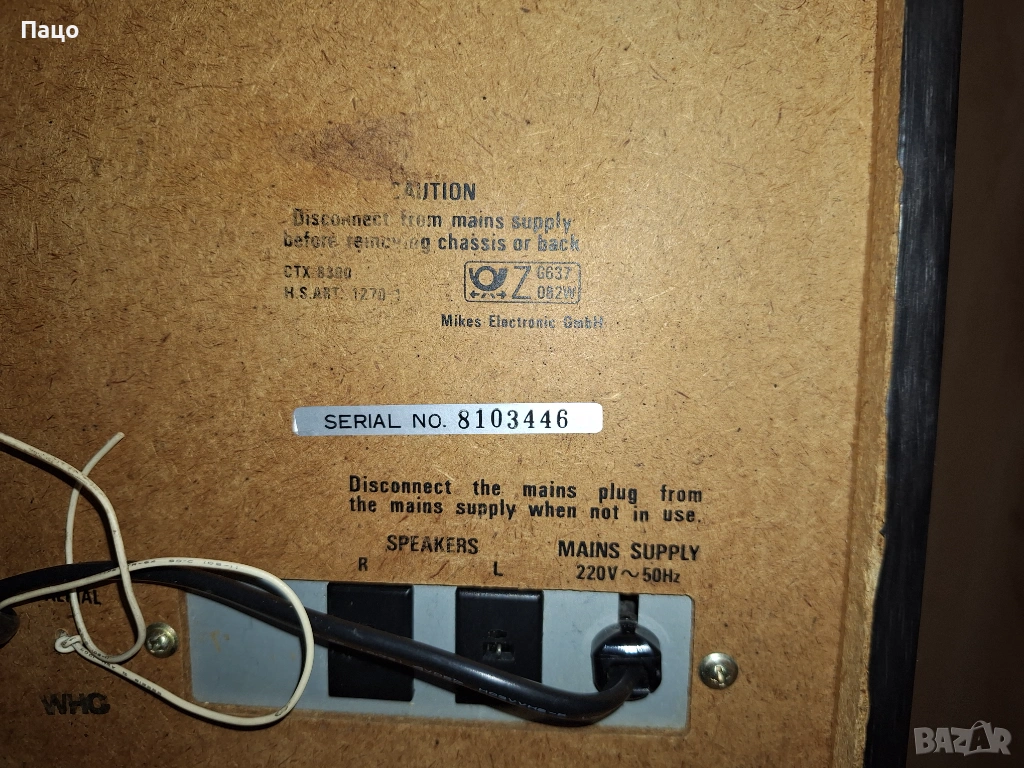 Пацо
CAUTION
Disconnect from mains supply
before removing chassis or back
CTX 8300
H.S.ART. 1270
Z G637
082W
Mikes Electronic GmbH
SERIAL NO. 8103446
Disconnect the mains plug from
the mains supply when not in use.
SPEAKERS MAINS SUPPLY
R L 220V~50Hz
WHG
BAZAR